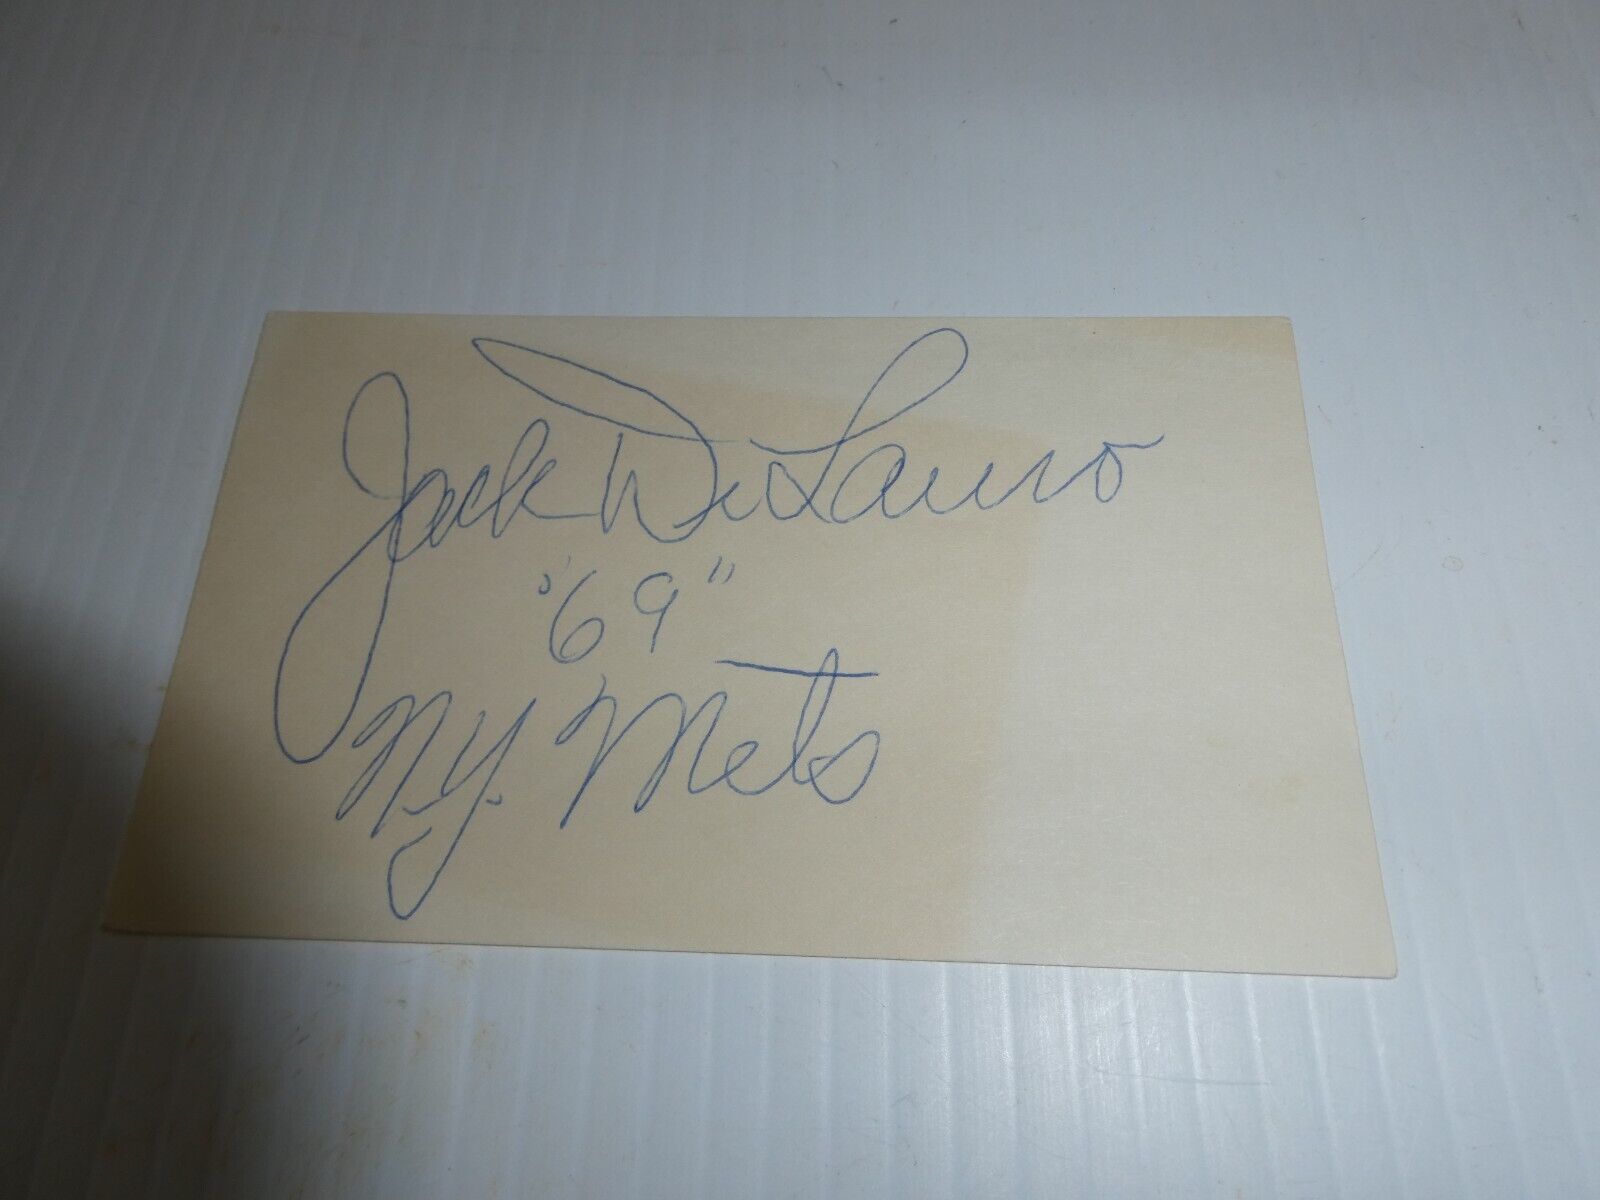 Jack DiLauro
"69"
N.Y. Mets